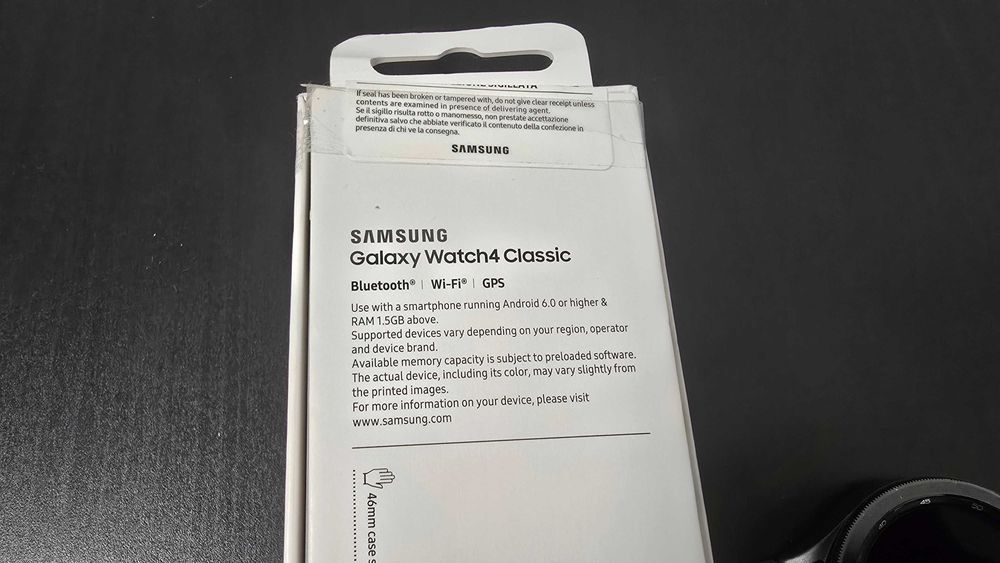 If seal has been broken or tampered with, do not give clear receipt unless
contents are examined in presence of delivering agent.
Se il sigillo risulta rotto o manomesso, non prestate accettazione
definitiva salvo che abbiate verificato il contenuto della confezione in
presenza di chi ve la consegna.
SAMSUNG
SAMSUNG
Galaxy Watch4 Classic
Bluetooth® | Wi-Fi® | GPS
Use with a smartphone running Android 6.0 or higher &
RAM 1.5GB above.
Supported devices vary depending on your region, operator
and device brand.
Available memory capacity is subject to preloaded software.
The actual device, including its color, may vary slightly from
the printed images.
For more information on your device, please visit
www.samsung.com
46mm case
45